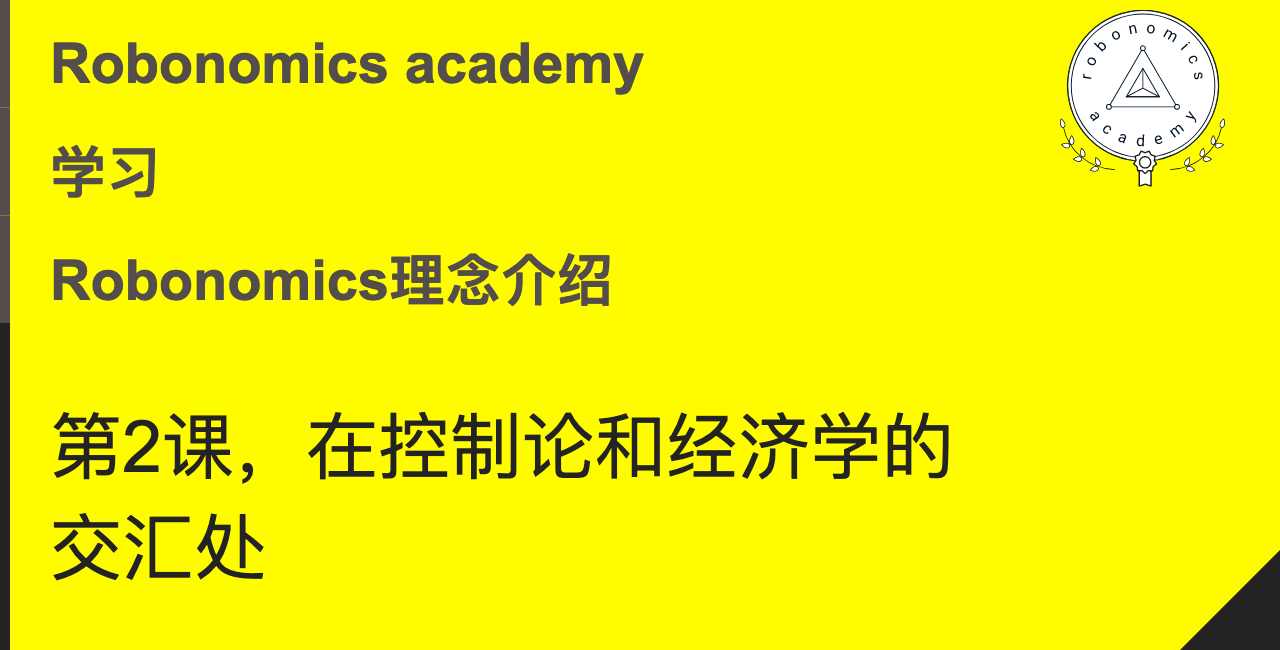 Robonomics academy
学习
Robonomics理念介绍
第2课，在控制论和经济学的
交汇处
robonomics
academy